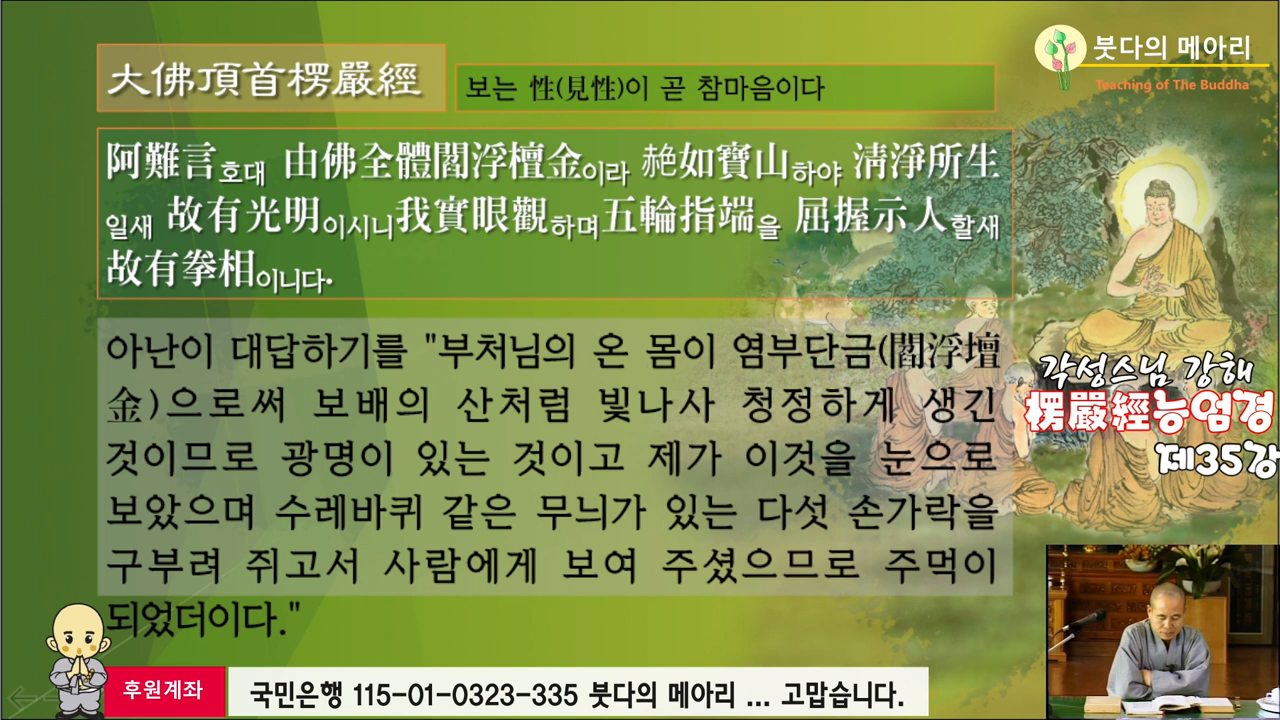 大佛頂首楞嚴經
보는 性(見性)이 곧 참마음이다
붓다의 메아리
Teaching of The Buddha
阿難言호대 由佛全體閻浮檀金이라 赩如寶山하야 淸淨所生
일새 故有光明이시니我實眼觀하며五輪指端을 屈握示人할새
故有拳相이니다.
아난이 대답하기를 "부처님의 온 몸이 염부단금(閻浮壇
金)으로써 보배의 산처럼 빛나사 청정하게 생긴
것이므로 광명이 있는 것이고 제가 이것을 눈으로
보았으며 수레바퀴 같은 무늬가 있는 다섯 손가락을
구부려 쥐고서 사람에게 보여 주셨으므로 주먹이
되었더이다."
각성스님 강해
楞嚴經능엄경
제35강
후원계좌
국민은행 115-01-0323-335 붓다의 메아리 ... 고맙습니다.